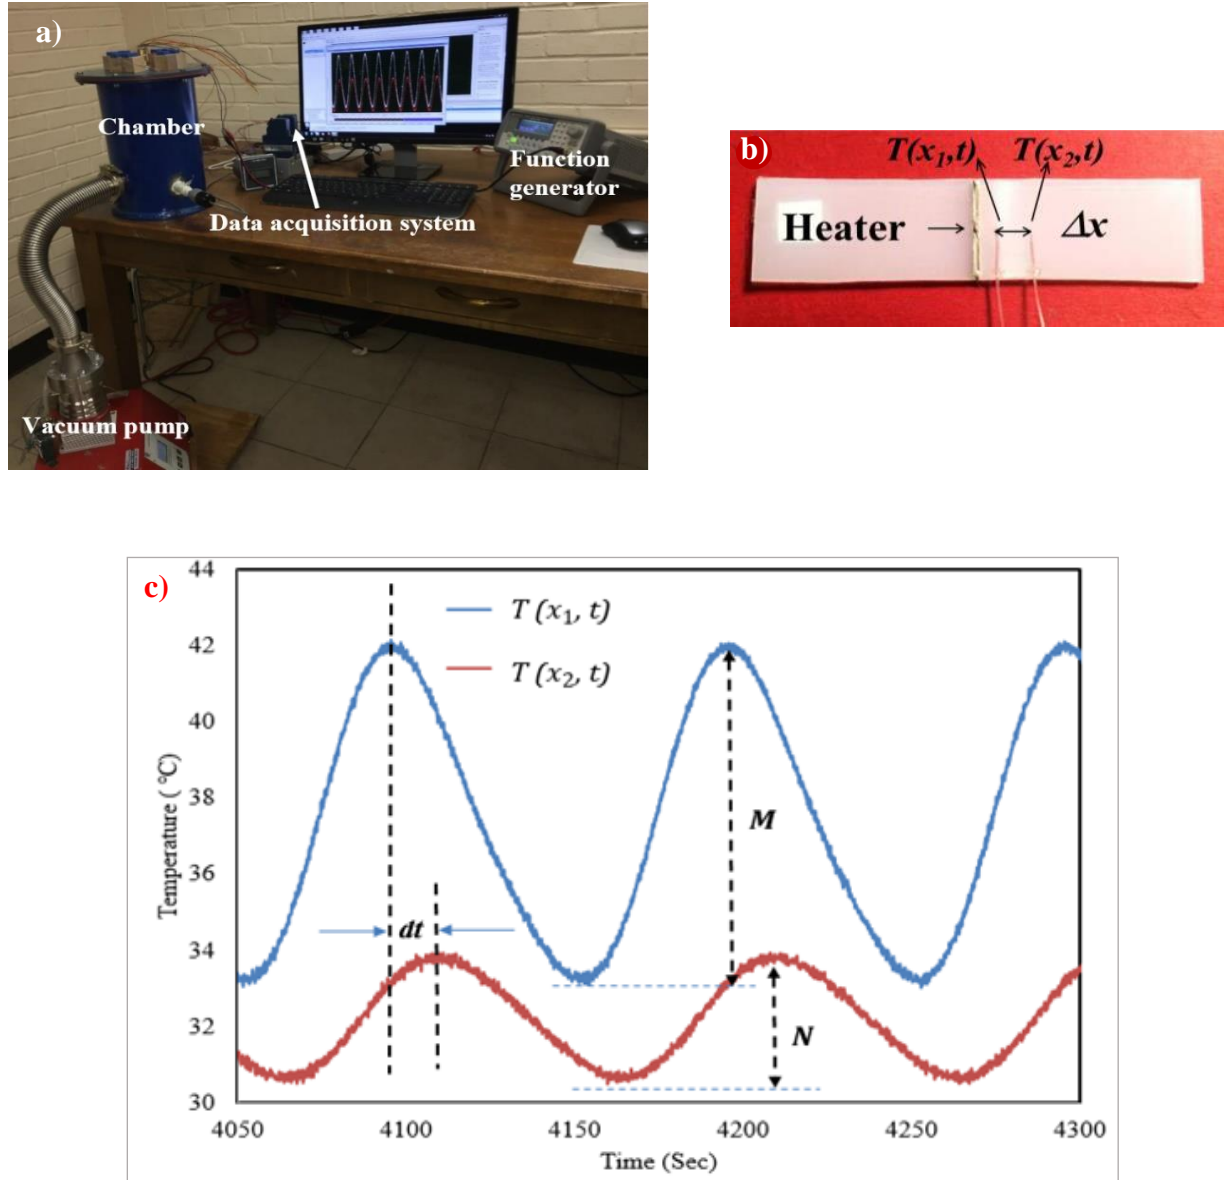 a)
Chamber
Function
generator
Data acquisition system
Vacuum pump
b)
T(x₁,t)
T(x₂,t)
Heater
Δx
c)
44
42
40
38
36
34
32
30
Temperature ( °C)
T (x₁, t)
T (x₂, t)
M
dt
N
4050
4100
4150
4200
4250
4300
Time (Sec)